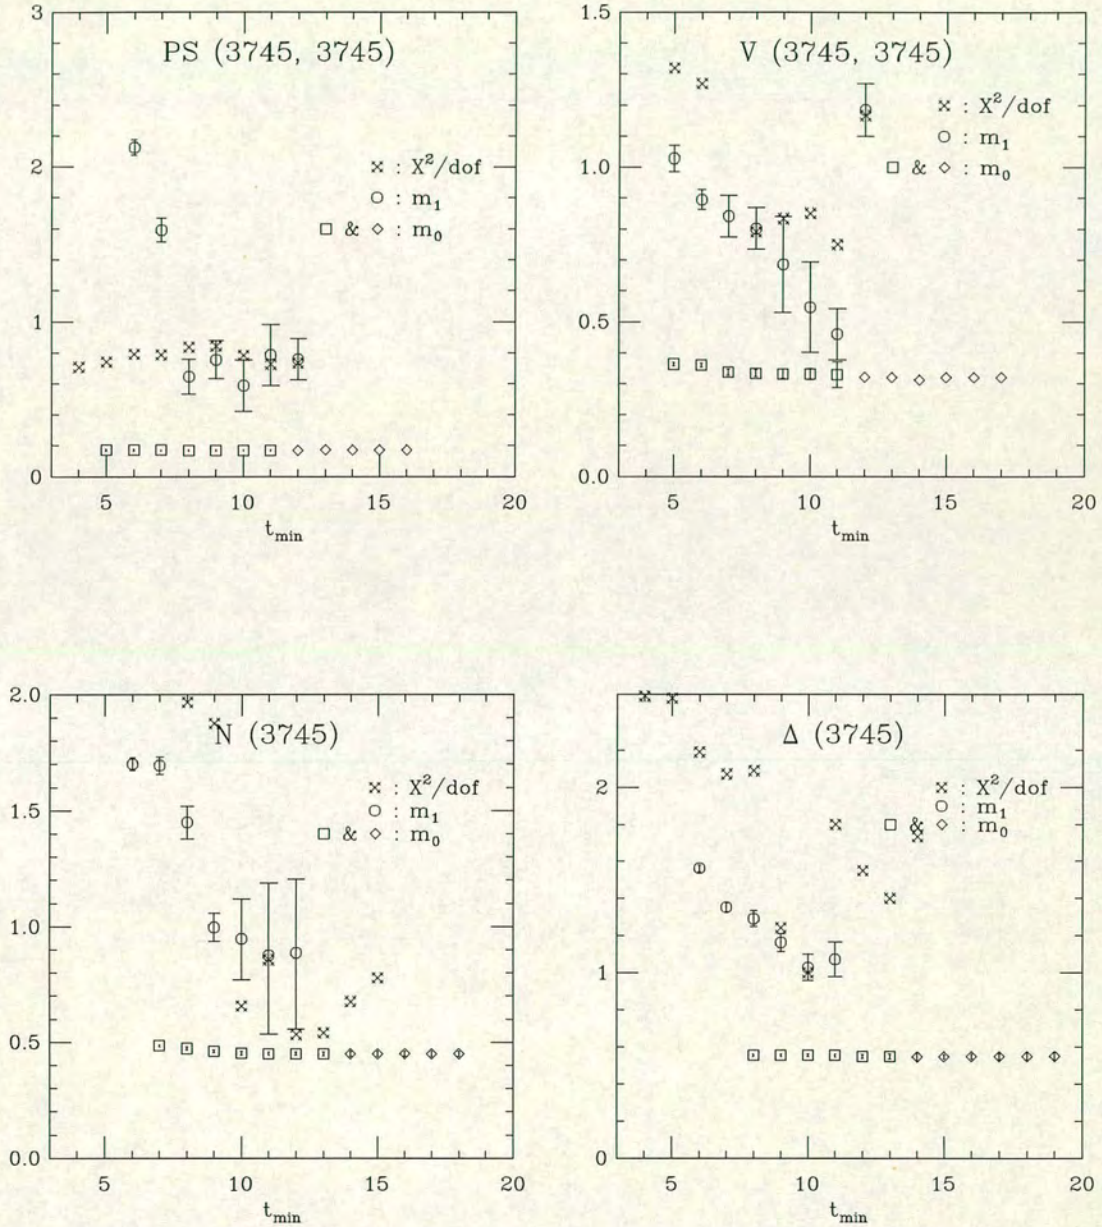 3
PS (3745, 3745)
¤ : X²/dof
○ : m₁
□ & ◇ : m₀
2
1
0
5
10
15
20
t_min
1.5
V (3745, 3745)
¤ : X²/dof
○ : m₁
□ & ◇ : m₀
1.0
0.5
0.0
5
10
15
20
t_min
2.0
N (3745)
¤ : X²/dof
○ : m₁
□ & ◇ : m₀
1.5
1.0
0.5
0.0
5
10
15
20
t_min
Δ (3745)
¤ : X²/dof
○ : m₁
□ & ◇ : m₀
2
1
0
5
10
15
20
t_min